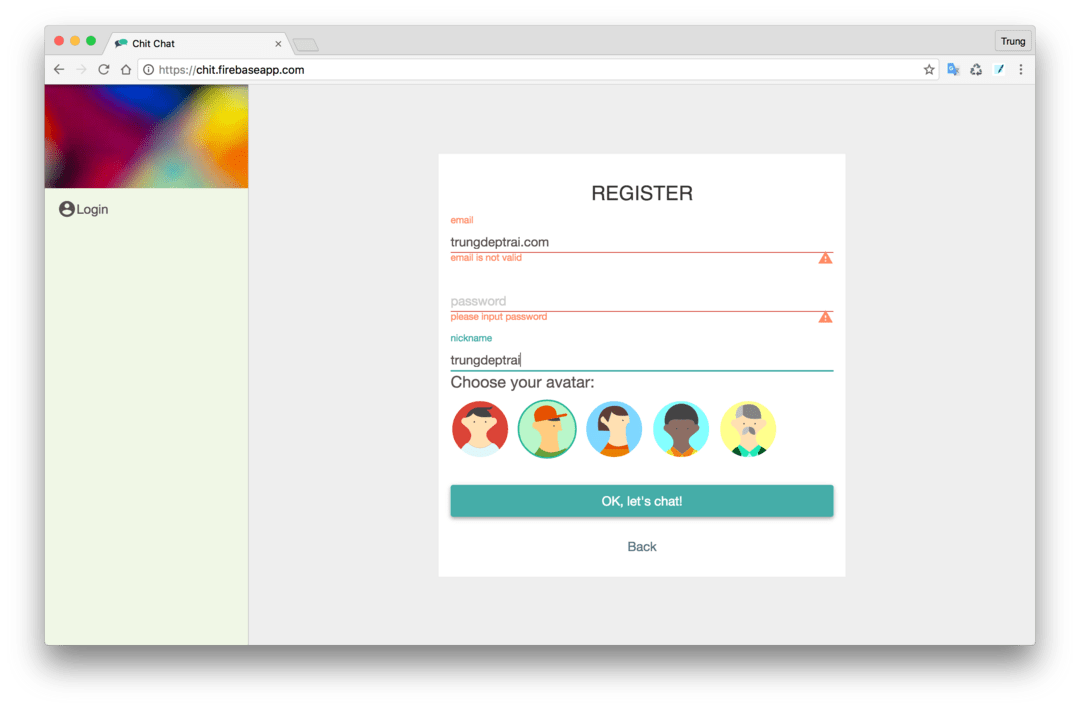 Chit Chat
Trung
https://chit.firebaseapp.com
Login
REGISTER
email
trungdeptrai.com
email is not valid
password
please input password
nickname
trungdeptrai
Choose your avatar:
OK, let's chat!
Back